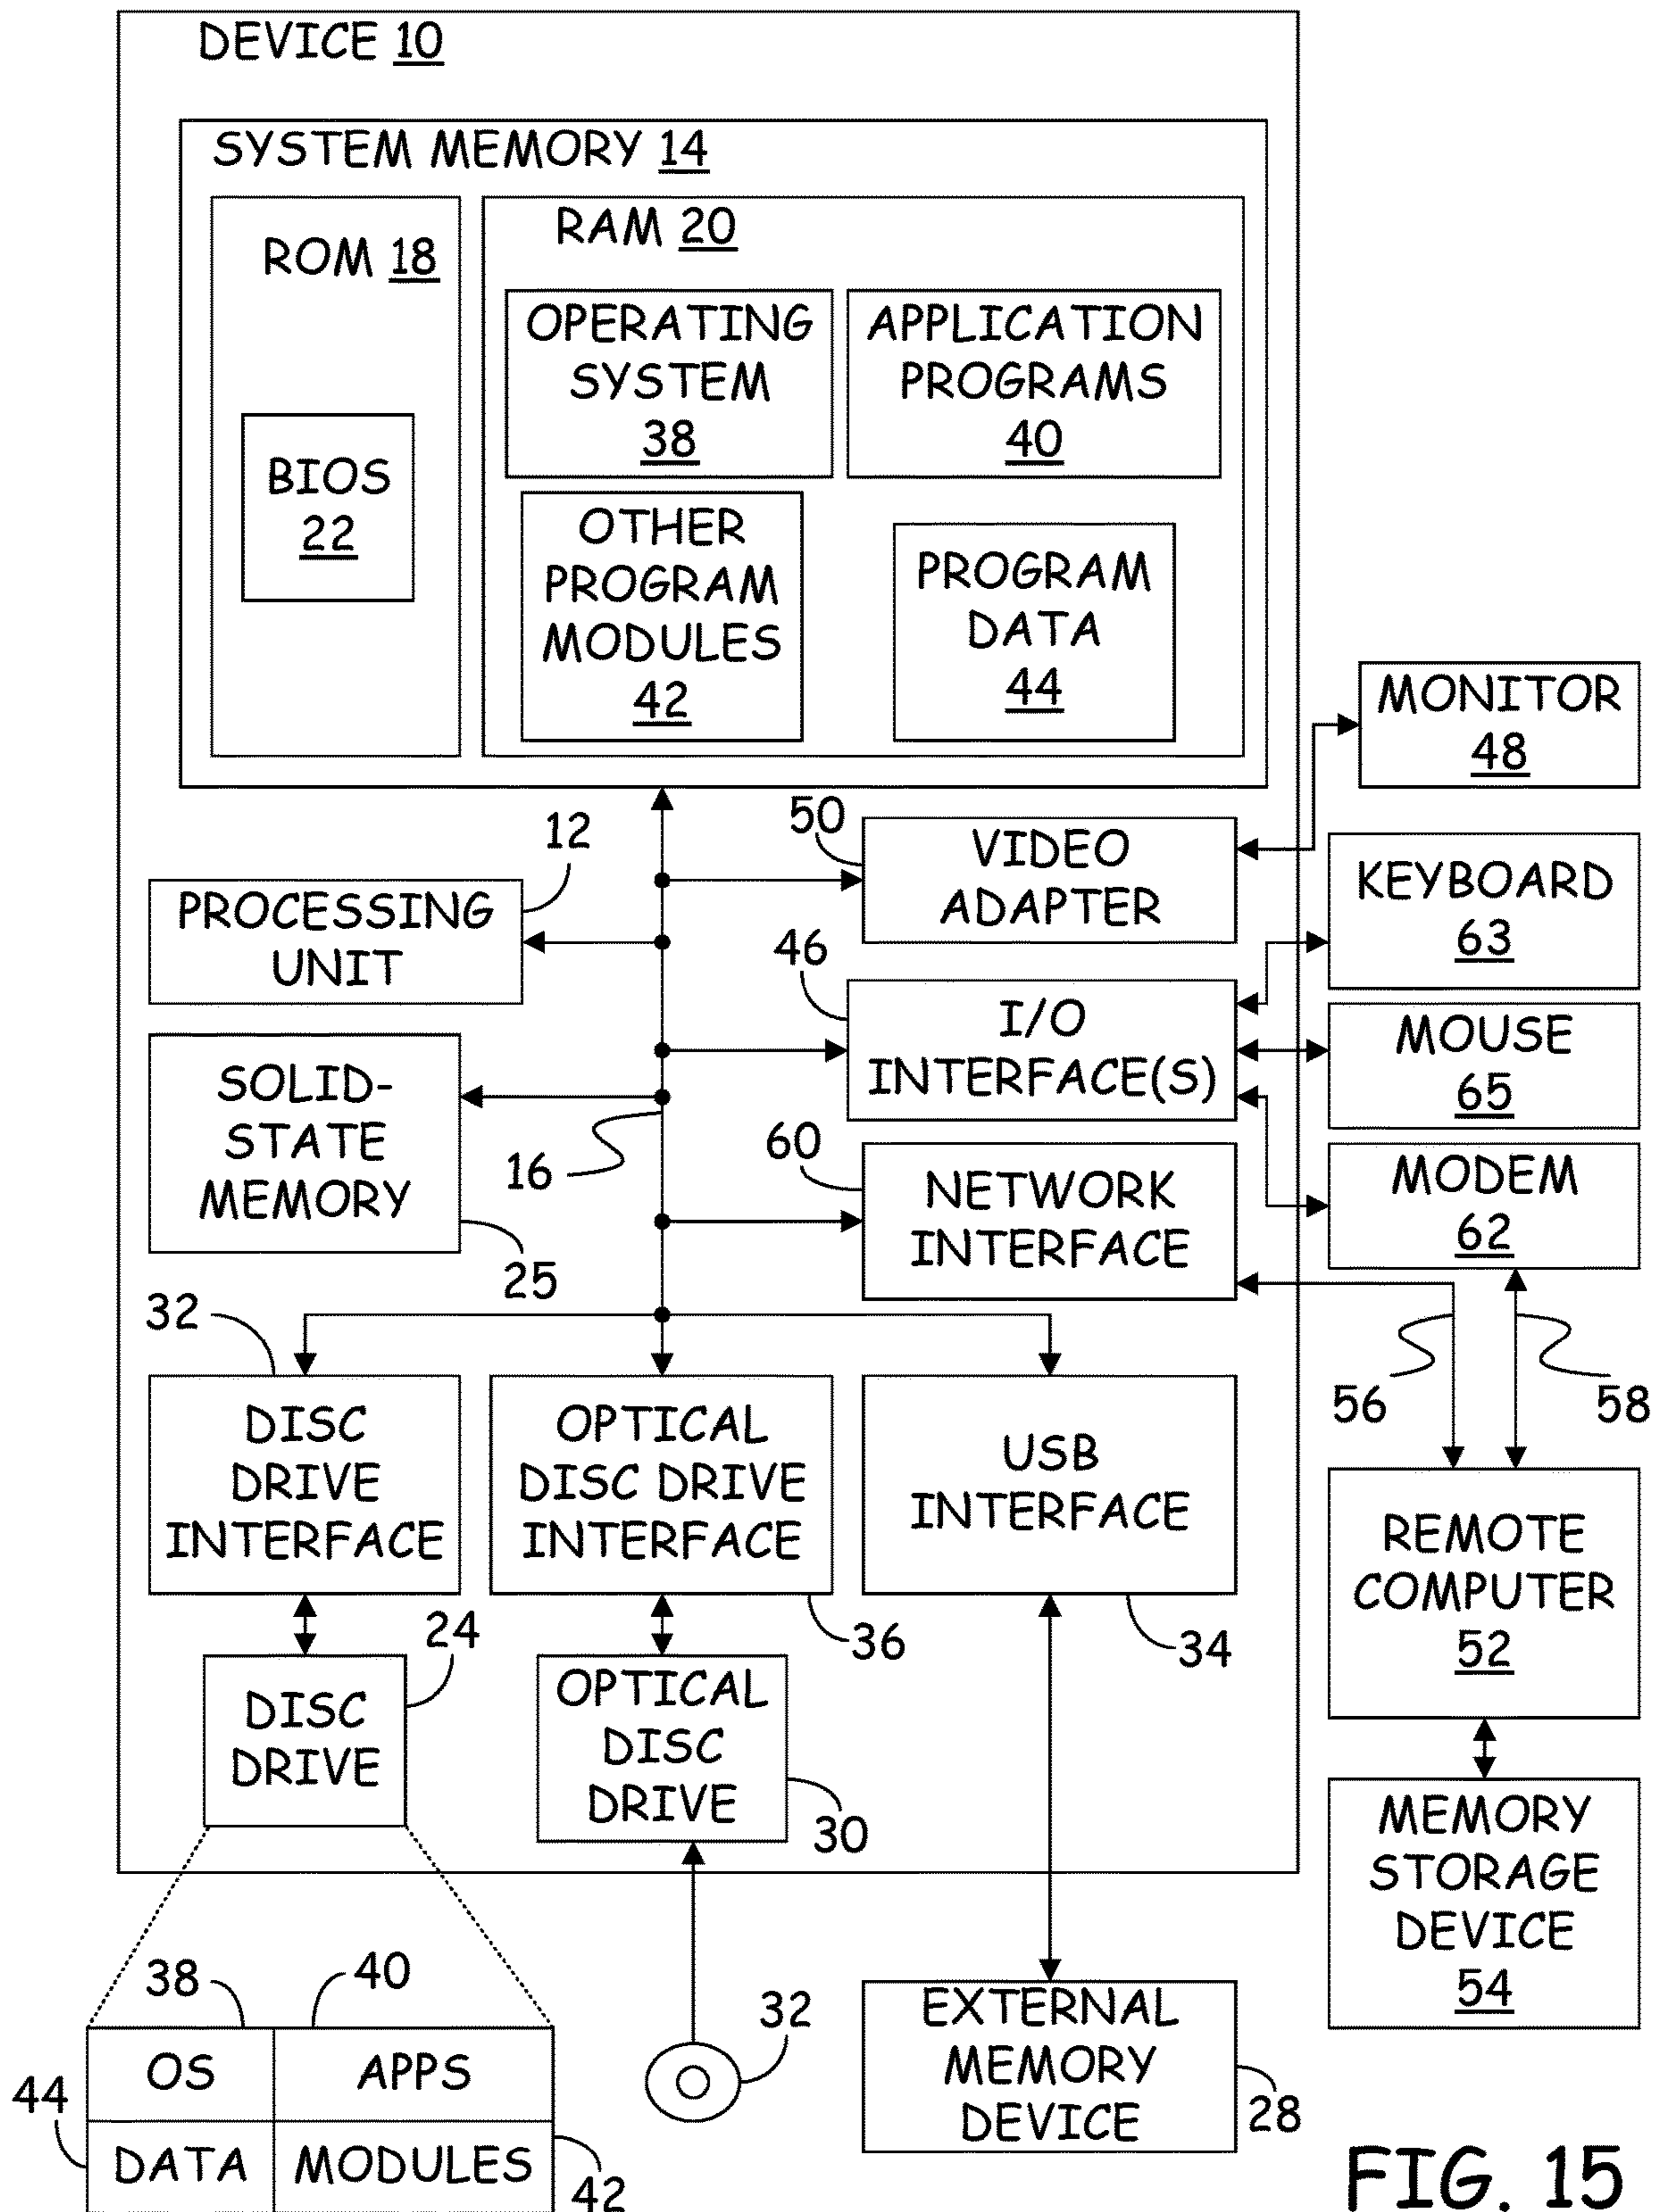 DEVICE 10
SYSTEM MEMORY 14
ROM 18
BIOS
22
RAM 20
OPERATING
SYSTEM
38
APPLICATION
PROGRAMS
40
OTHER
PROGRAM
MODULES
42
PROGRAM
DATA
44
MONITOR
48
12
PROCESSING
UNIT
50
VIDEO
ADAPTER
KEYBOARD
63
46
I/O
INTERFACE(S)
MOUSE
65
SOLID-
STATE
MEMORY
25
16
60
NETWORK
INTERFACE
MODEM
62
56
58
32
DISC
DRIVE
INTERFACE
OPTICAL
DISC DRIVE
INTERFACE
36
USB
INTERFACE
34
REMOTE
COMPUTER
52
24
DISC
DRIVE
OPTICAL
DISC
DRIVE
30
MEMORY
STORAGE
DEVICE
54
38
40
OS
APPS
44
DATA
MODULES
42
32
EXTERNAL
MEMORY
DEVICE
28
FIG. 15